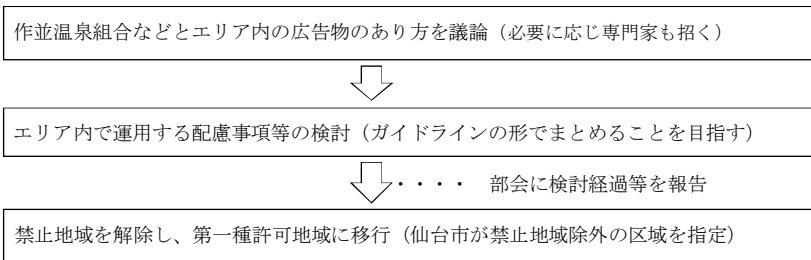 作並温泉組合などとエリア内の広告物のあり方を議論（必要に応じ専門家も招く）
エリア内で運用する配慮事項等の検討（ガイドラインの形でまとめることを目指す）
・・・・　部会に検討経過等を報告
禁止地域を解除し、第一種許可地域に移行（仙台市が禁止地域除外の区域を指定）